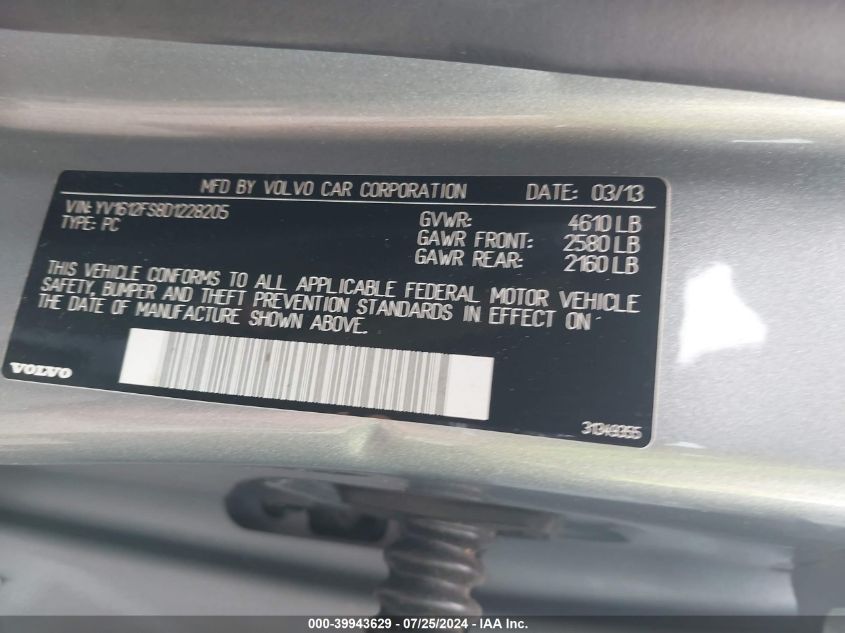 MFD BY VOLVO CAR CORPORATION DATE: 03/13
VIN: YV1612FS8D1228205
TYPE: PC
GVWR: 4610 LB
GAWR FRONT: 2580 LB
GAWR REAR: 2160 LB
THIS VEHICLE CONFORMS TO ALL APPLICABLE FEDERAL MOTOR VEHICLE
SAFETY, BUMPER AND THEFT PREVENTION STANDARDS IN EFFECT ON
THE DATE OF MANUFACTURE SHOWN ABOVE.
VOLVO
31349355
000-39943629 - 07/25/2024 - IAAI Inc.